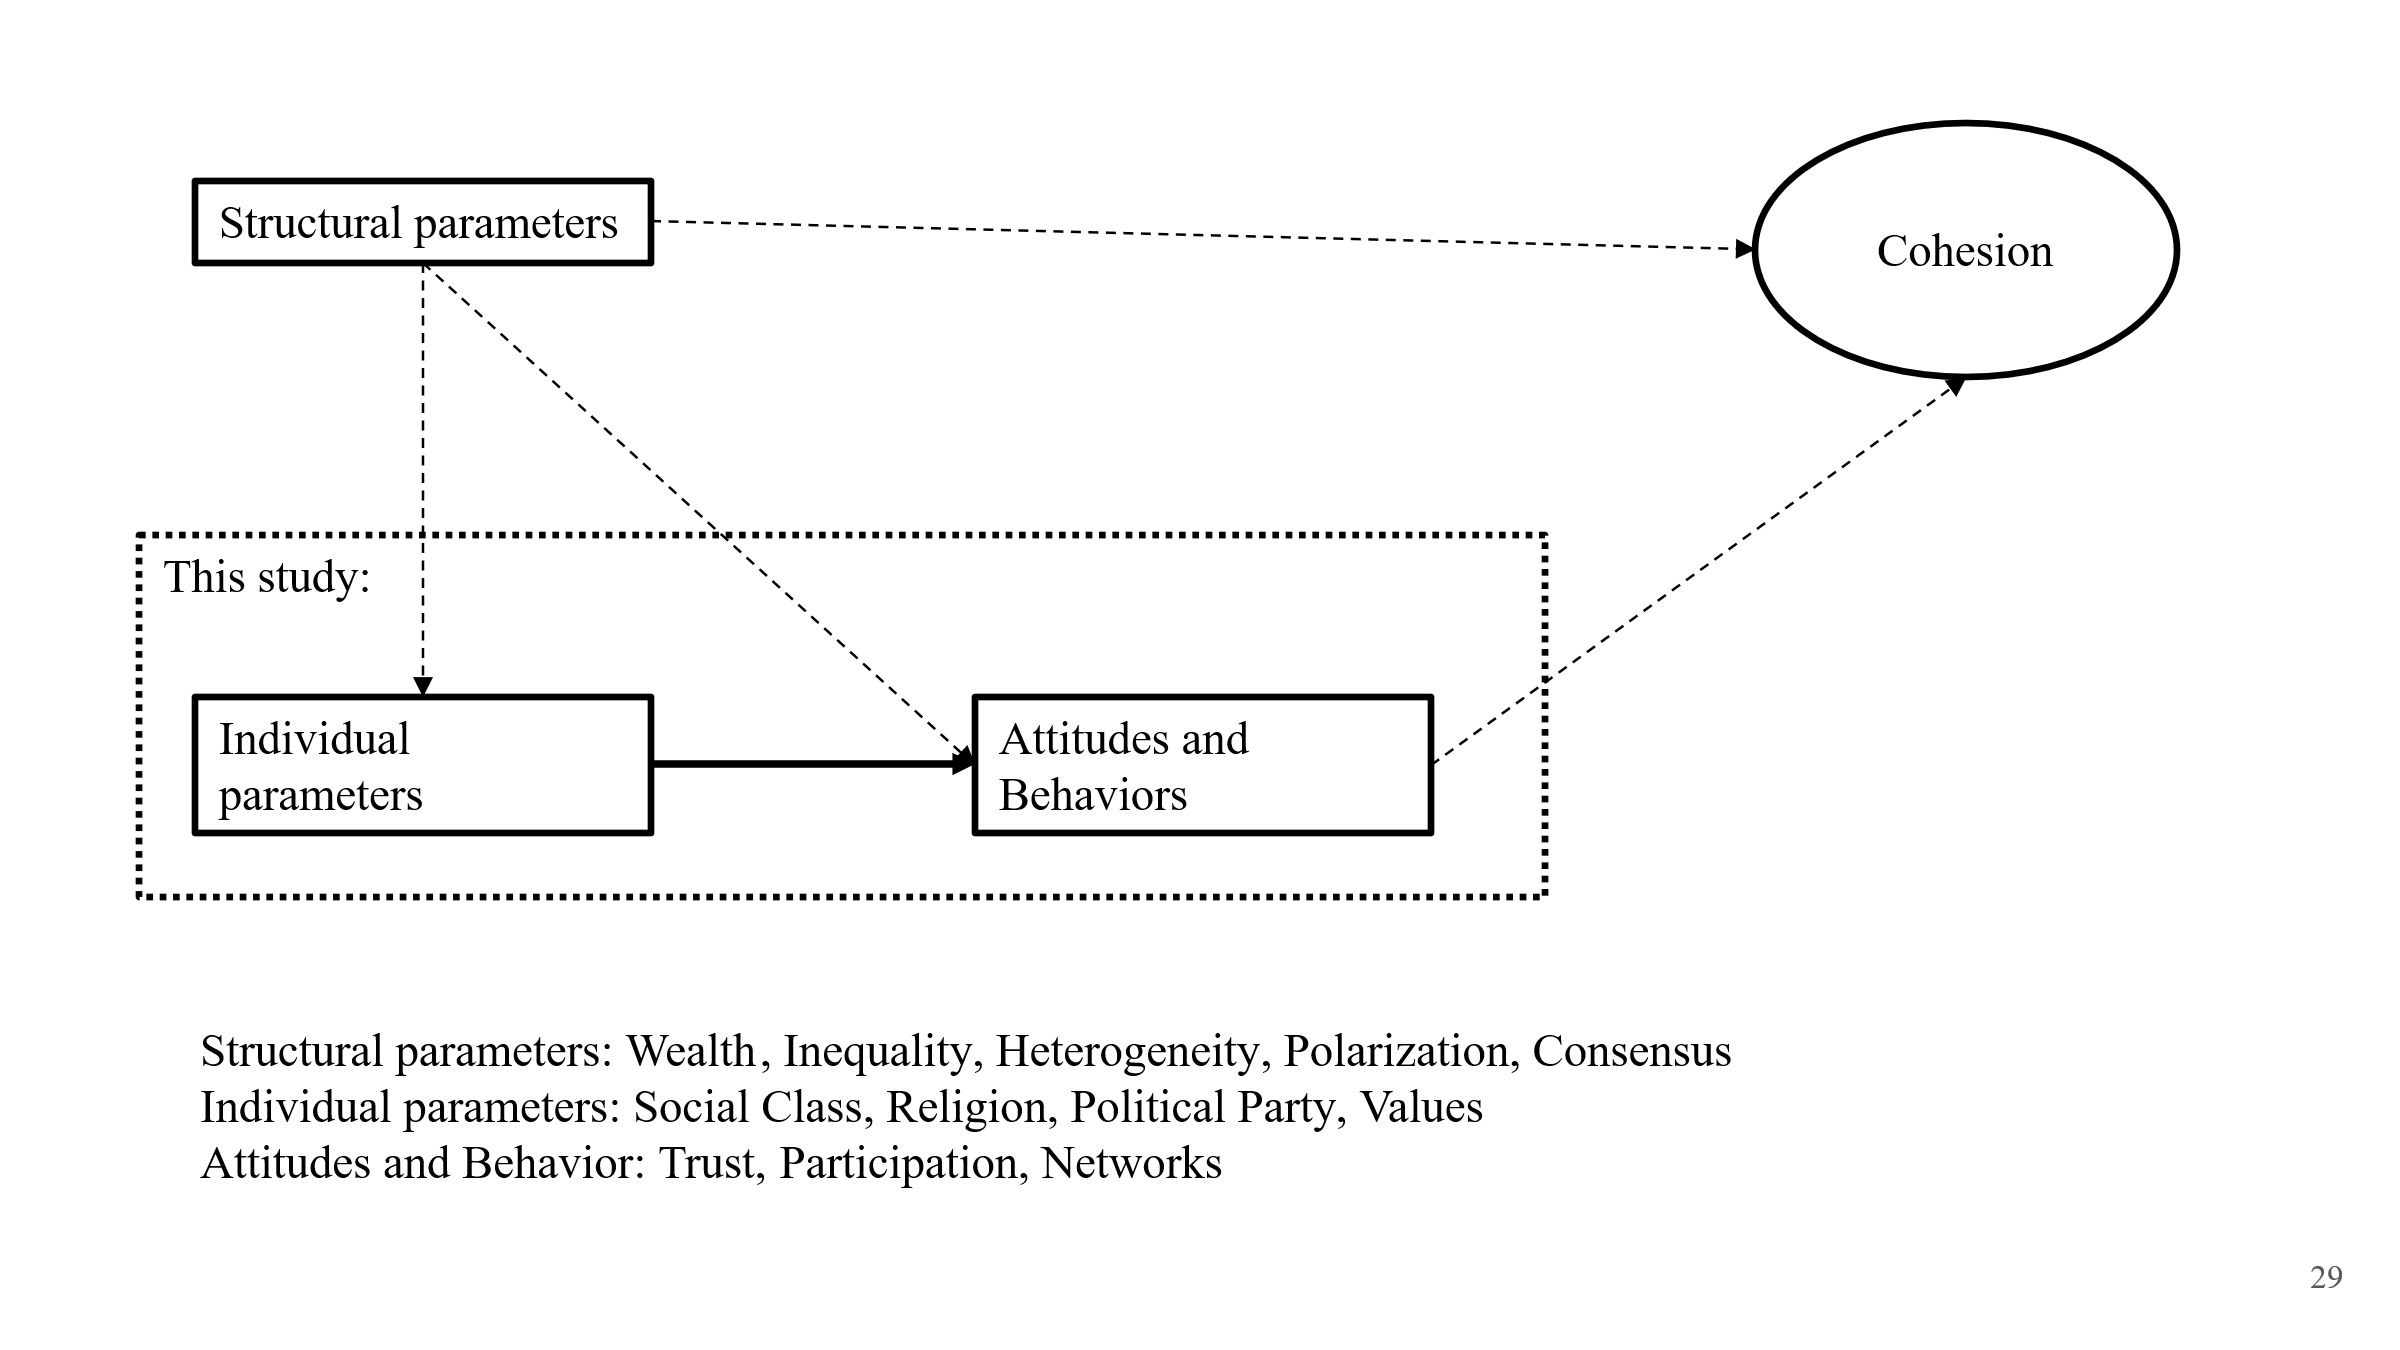 Structural parameters
Cohesion
This study:
Individual
parameters
Attitudes and
Behaviors
Structural parameters: Wealth, Inequality, Heterogeneity, Polarization, Consensus
Individual parameters: Social Class, Religion, Political Party, Values
Attitudes and Behavior: Trust, Participation, Networks
29